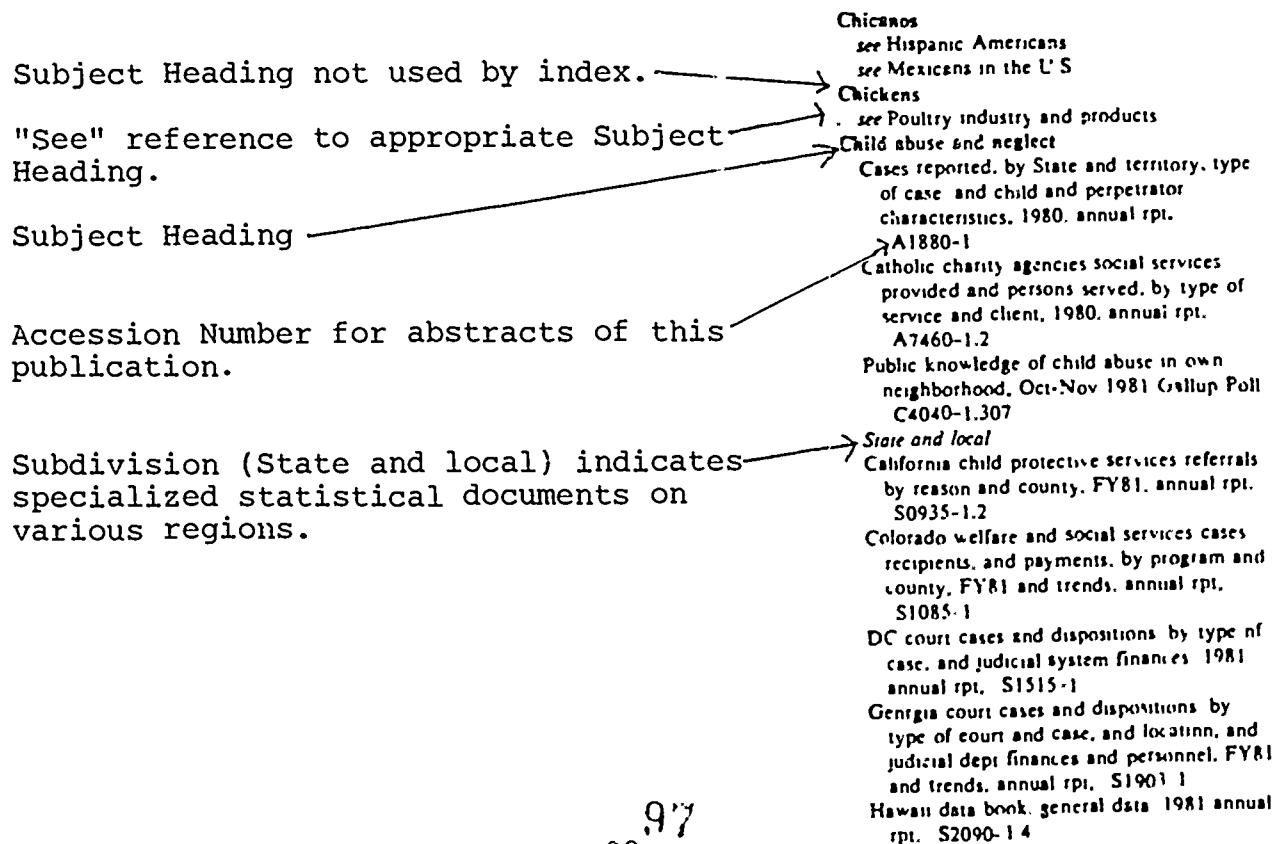 Subject Heading not used by index.
"See" reference to appropriate Subject
Heading.
Subject Heading
Accession Number for abstracts of this
publication.
Subdivision (State and local) indicates
specialized statistical documents on
various regions.
Chicanos
see Hispanic Americans
see Mexicans in the U S
Chickens
. see Poultry industry and products
Child abuse and neglect
Cases reported, by State and territory, type
of case and child and perpetrator
characteristics, 1980, annual rpt.
A1880-1
Catholic charity agencies social services
provided and persons served, by type of
service and client, 1980, annual rpt.
A7460-1.2
Public knowledge of child abuse in own
neighborhood, Oct-Nov 1981 Gallup Poll
C4040-1.307
State and local
California child protective services referrals
by reason and county, FY81, annual rpt.
S0935-1.2
Colorado welfare and social services cases
recipients, and payments, by program and
county, FY81 and trends, annual rpt,
S1085-1
DC court cases and dispositions by type of
case, and judicial system finances 1981
annual rpt, S1515-1
Georgia court cases and dispositions by
type of court and case, and location, and
judicial dept finances and personnel, FY81
and trends, annual rpt, S1903 1
Hawaii data book, general data 1981 annual
rpt, S2090-1 4
97